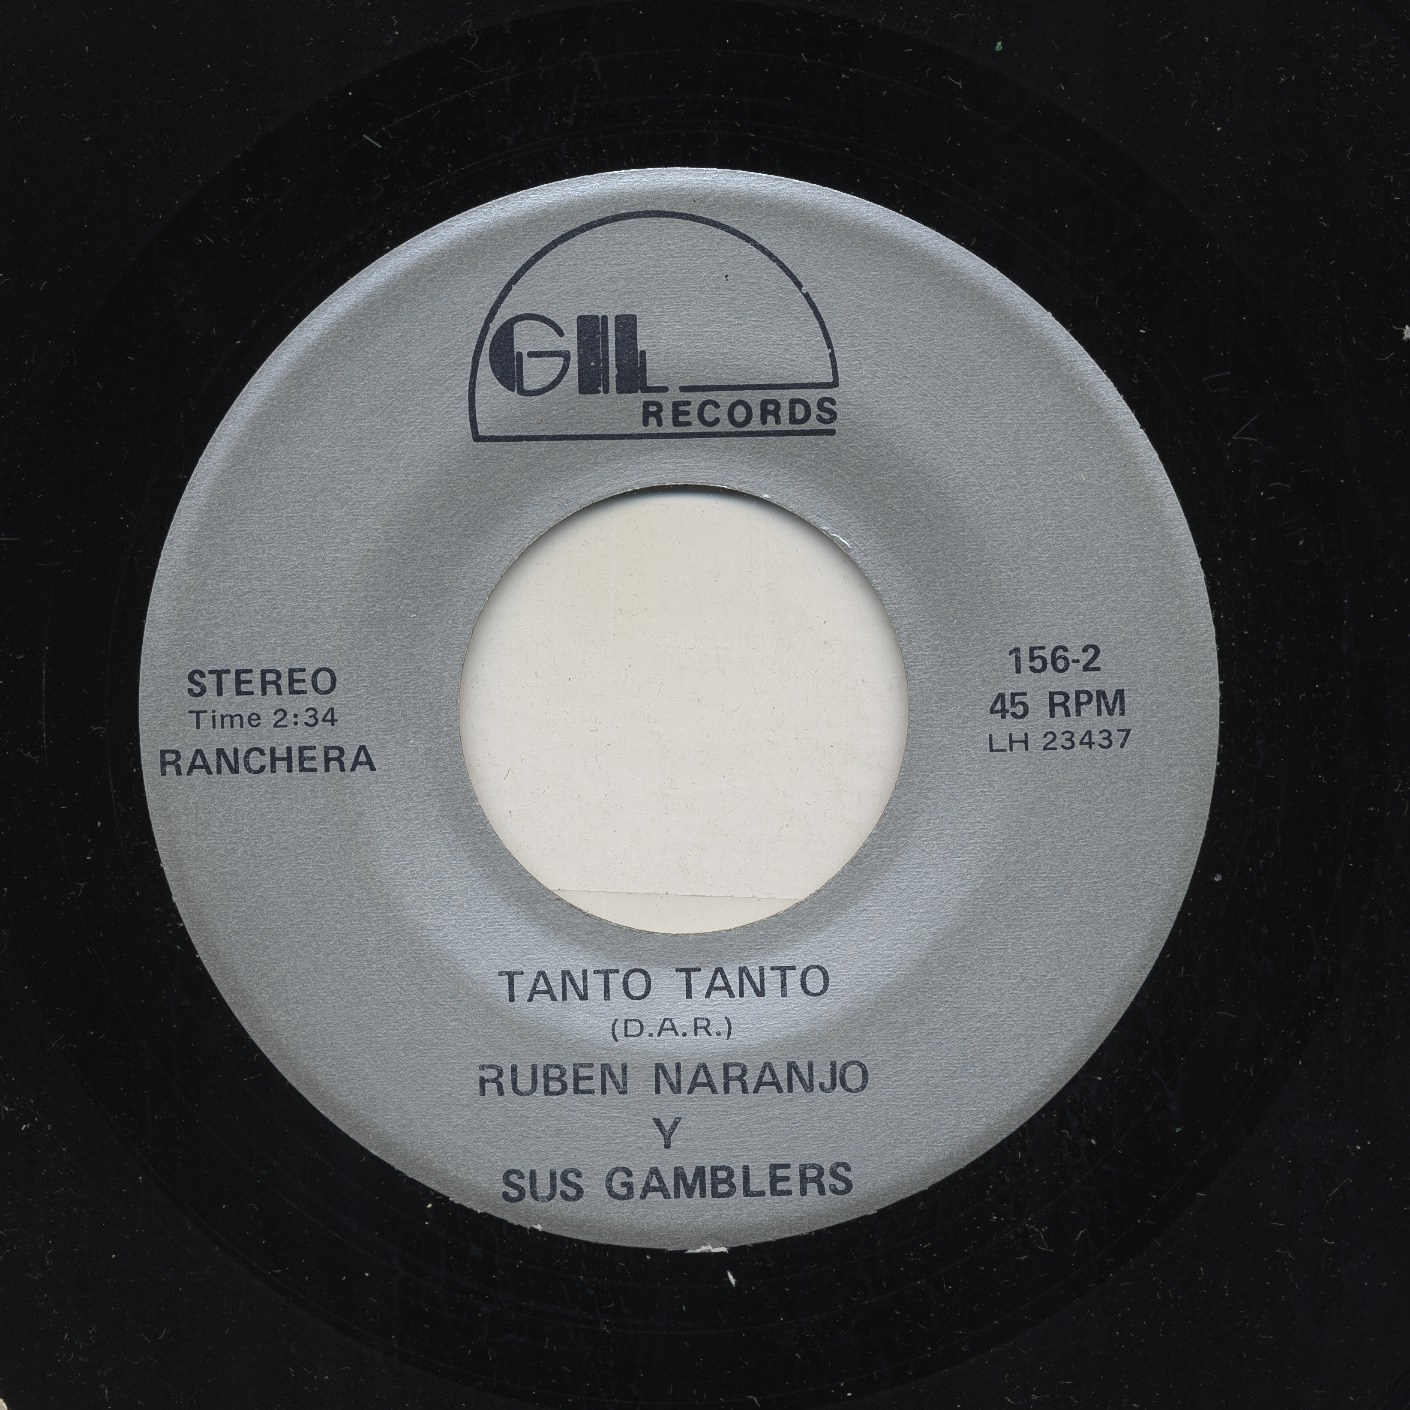 GIL
RECORDS
STEREO
Time 2:34
RANCHERA
156-2
45 RPM
LH 23437
TANTO TANTO
(D.A.R.)
RUBEN NARANJO
Y
SUS GAMBLERS